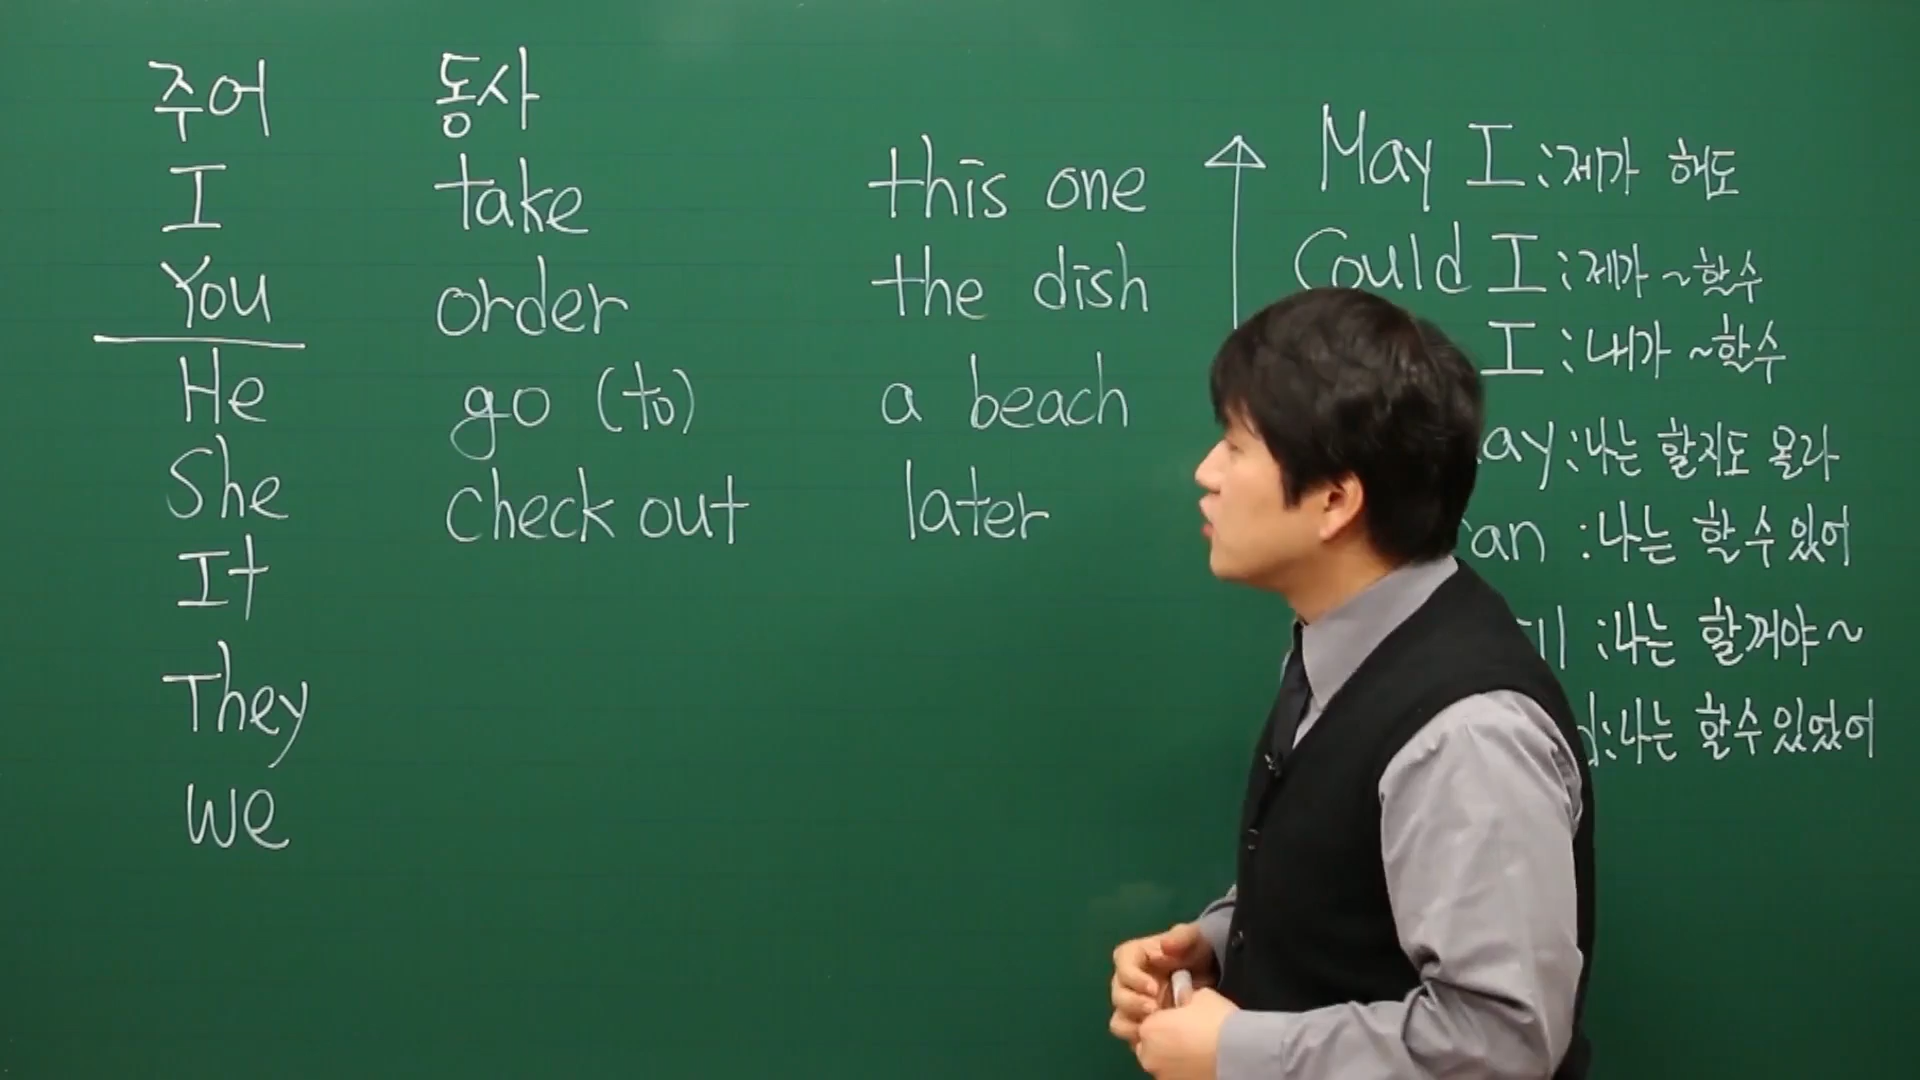 주어 동사
I take this one
You order the dish
He go (to) a beach
She check out later
It
They
we
May I : 제가 해도
Could I : 제가 ~할수
I : 내가 ~할수
ay : 나는 할지도 몰라
an : 나는 할 수 있어
ll : 나는 할꺼야~
d : 나는 할수 있었어